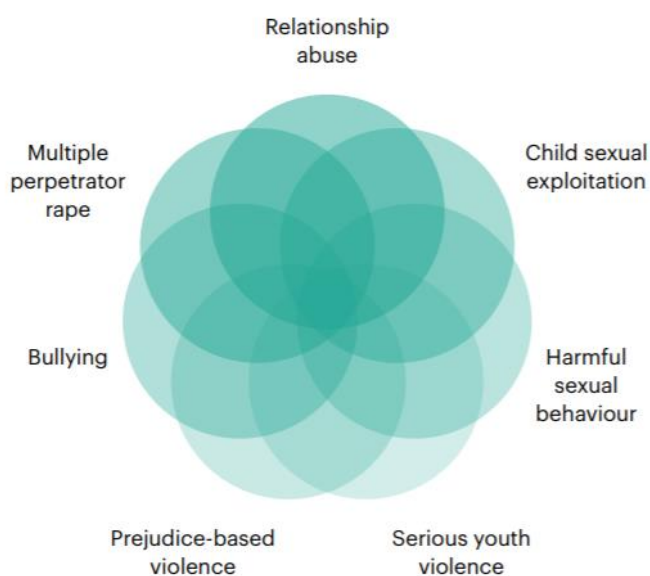 Relationship
abuse
Multiple
perpetrator
rape
Child sexual
exploitation
Bullying
Harmful
sexual
behaviour
Prejudice-based
violence
Serious youth
violence